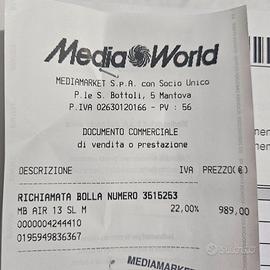 MediaWorld
MEDIAMARKET S.p.A. con Socio Unico
P.le S. Bottoli, 5 Mantova
P.IVA 02630120166 - PV : 56
DOCUMENTO COMMERCIALE
di vendita o prestazione
DESCRIZIONE IVA PREZZO(€)
RICHIAMATA BOLLA NUMERO 3515253
MB AIR 13 SL M 22,00% 989,00
0000004244410
0195949836367
MEDIAMARKET
subito